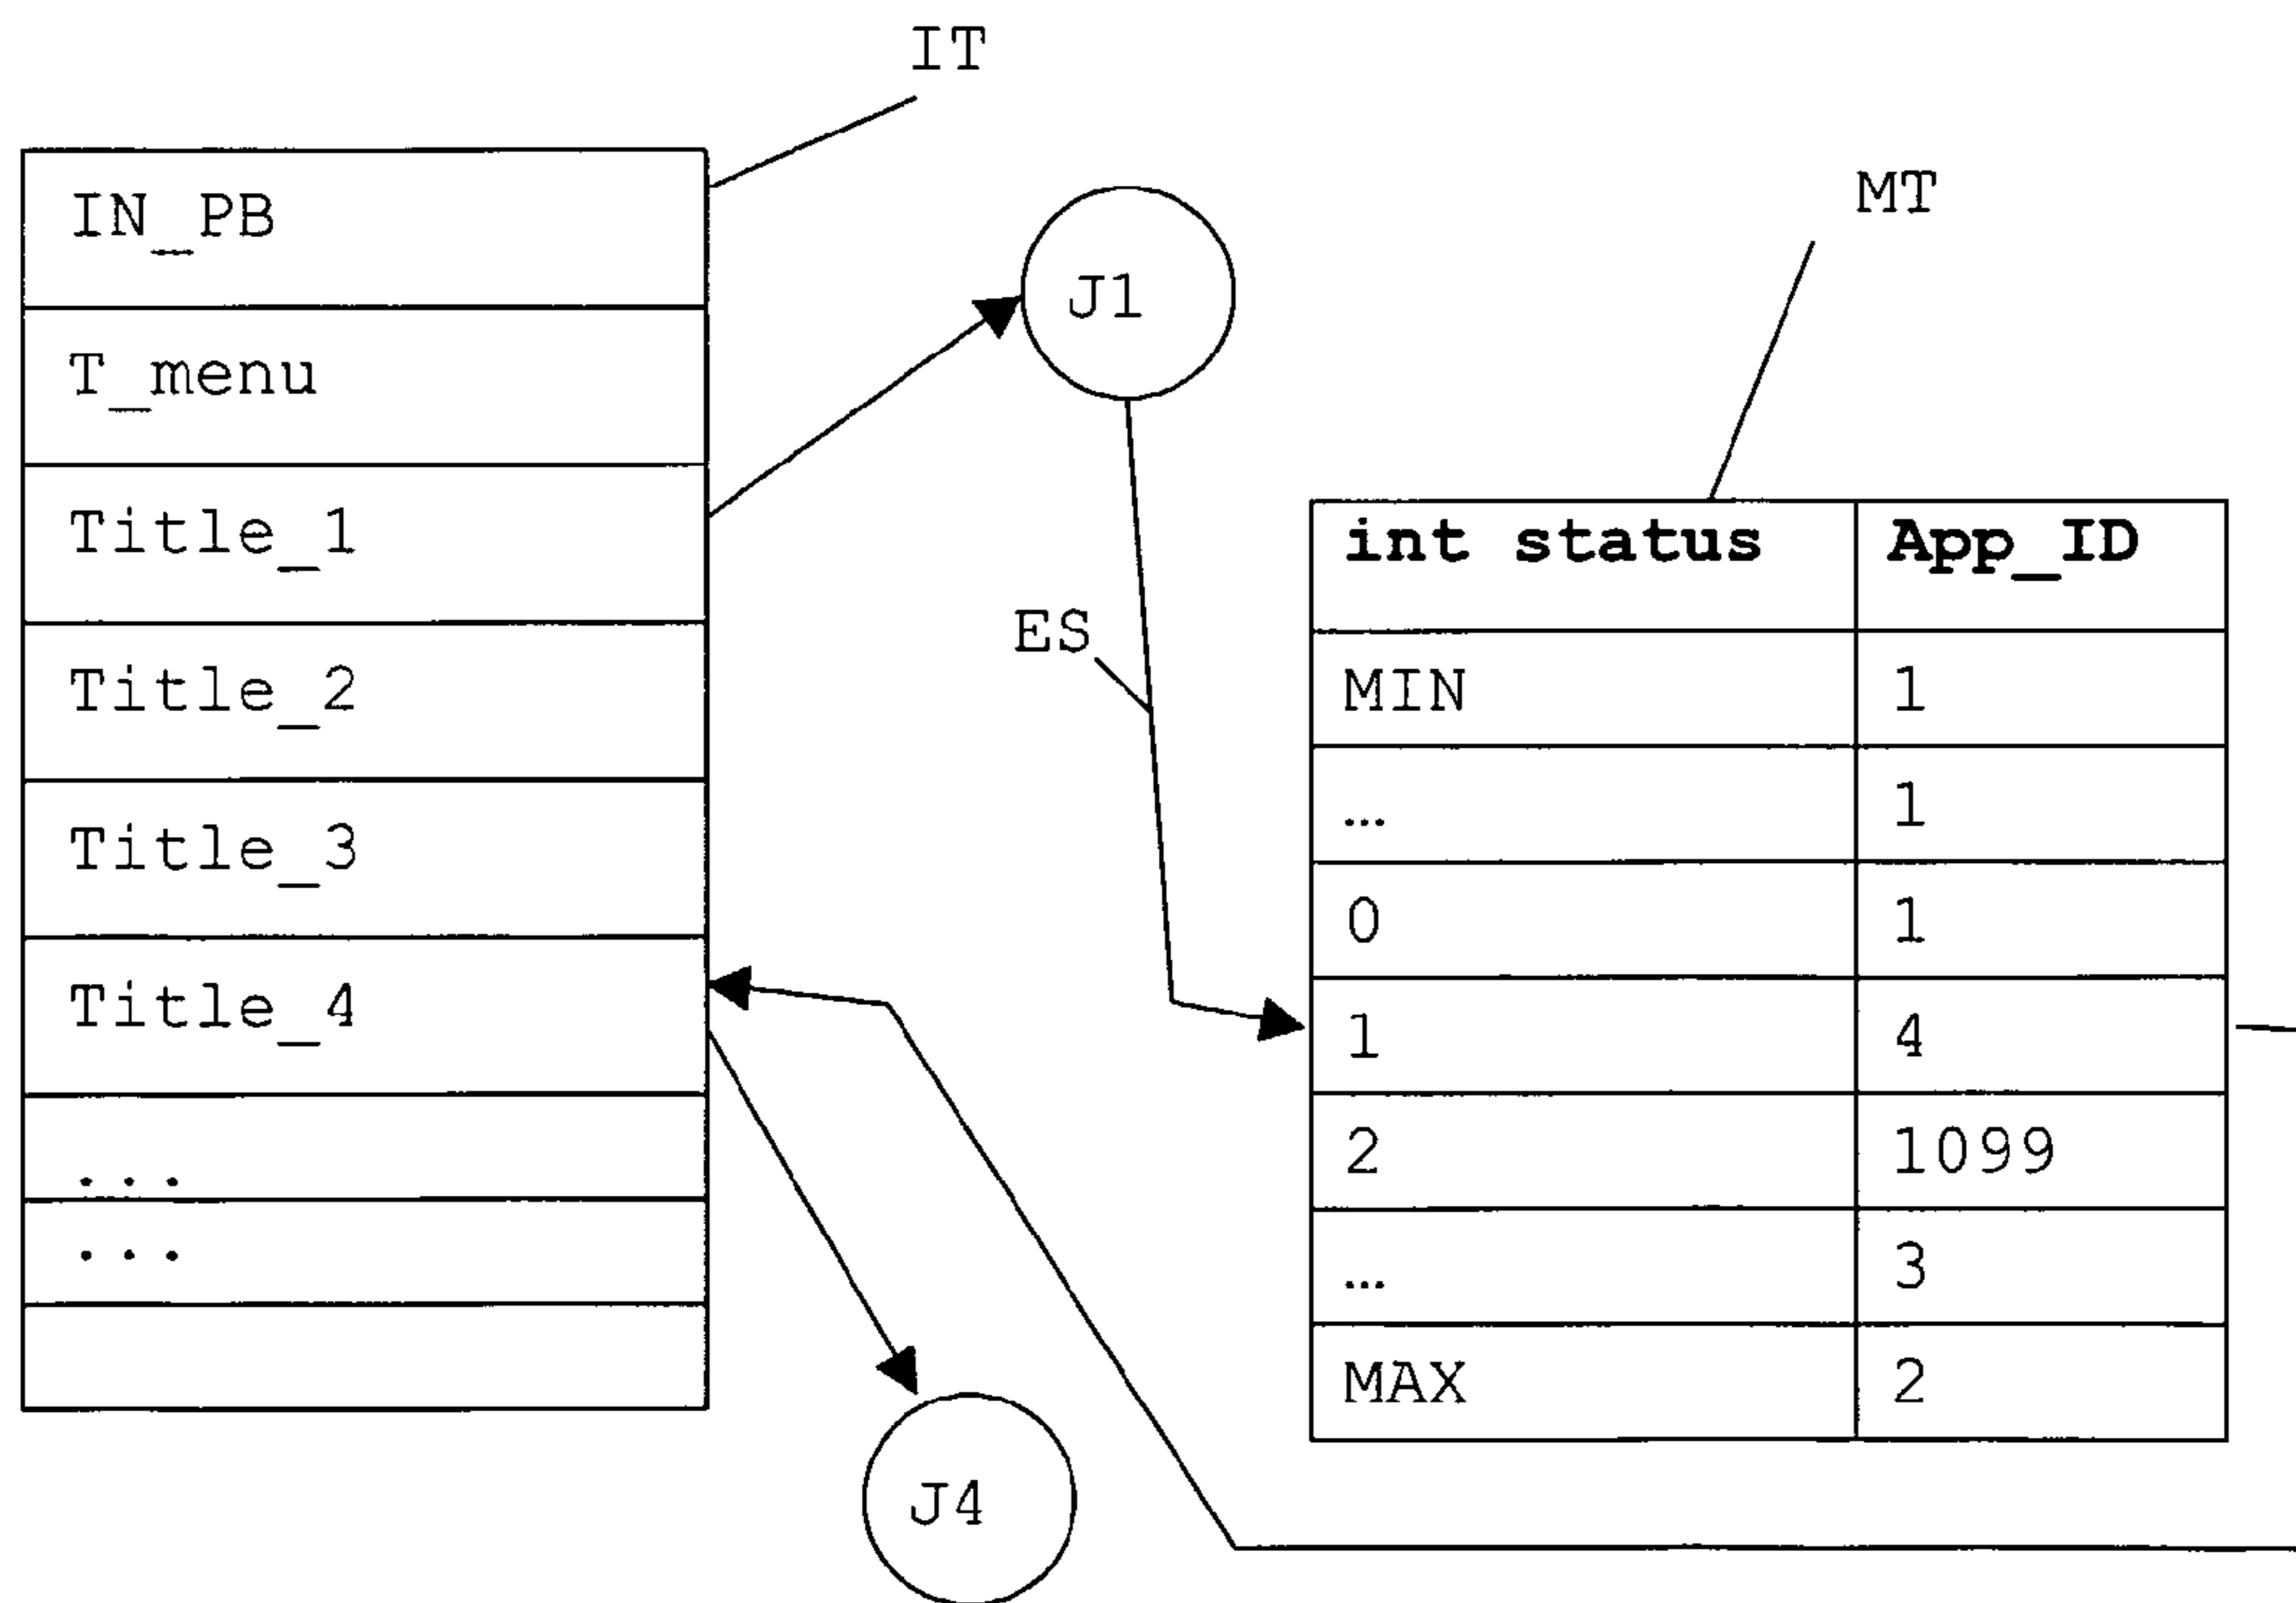 IT
IN_PB
T_menu
Title_1
Title_2
Title_3
Title_4
...
...
J1
ES
J4
MT
int status App_ID
MIN 1
… 1
0 1
1 4
2 1099
… 3
MAX 2